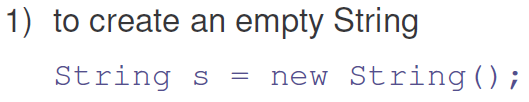 1) to create an empty String
String s = new String();